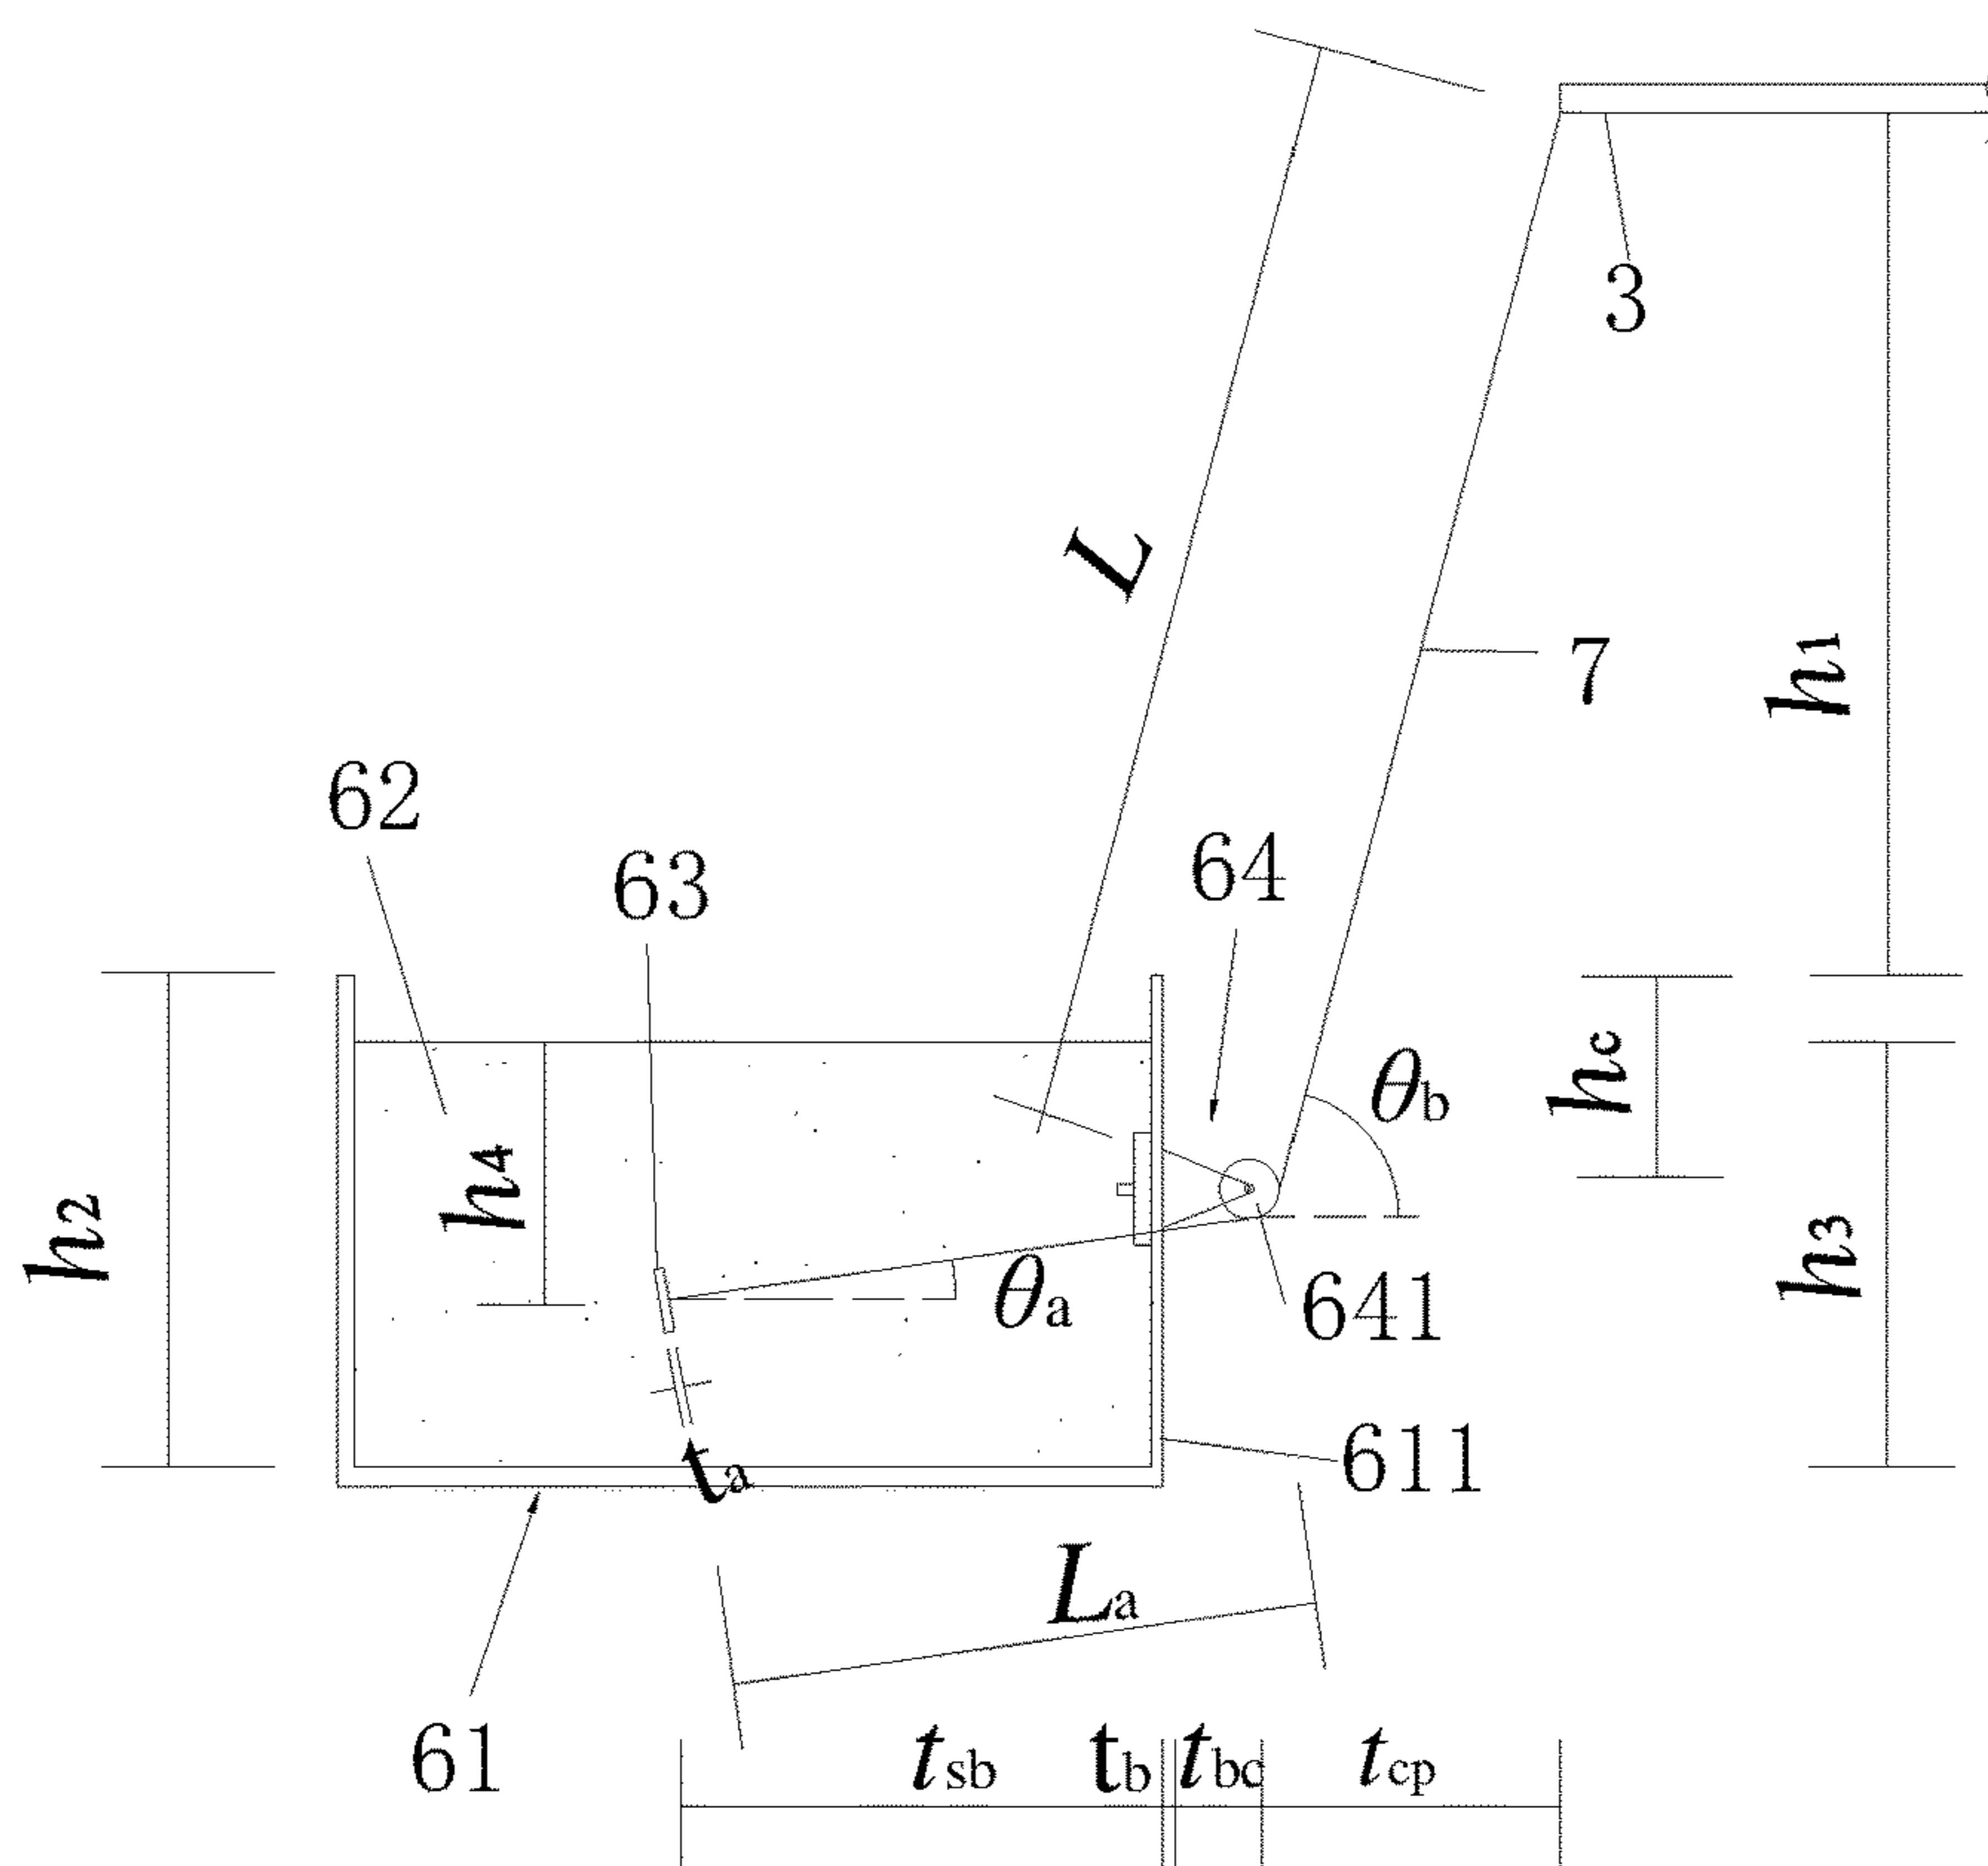 3
L
7
h1
62
63
64
hc
θb
h4
h2
h3
θa
641
ta
611
La
61
tsb tb tbc tcp